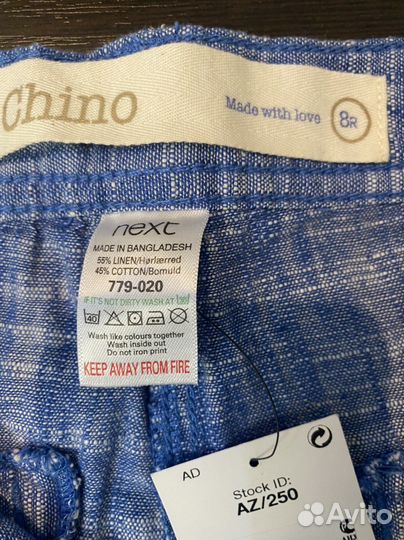 Chino
Made with love 8R
next
MADE IN BANGLADESH
55% LINEN/Hørlærred
45% COTTON/Bomuld
779-020
IF IT'S NOT DIRTY WASH AT 30
40
Wash like colours together
Wash inside out
Do not iron print
KEEP AWAY FROM FIRE
AD
Stock ID:
AZ/250
Avito